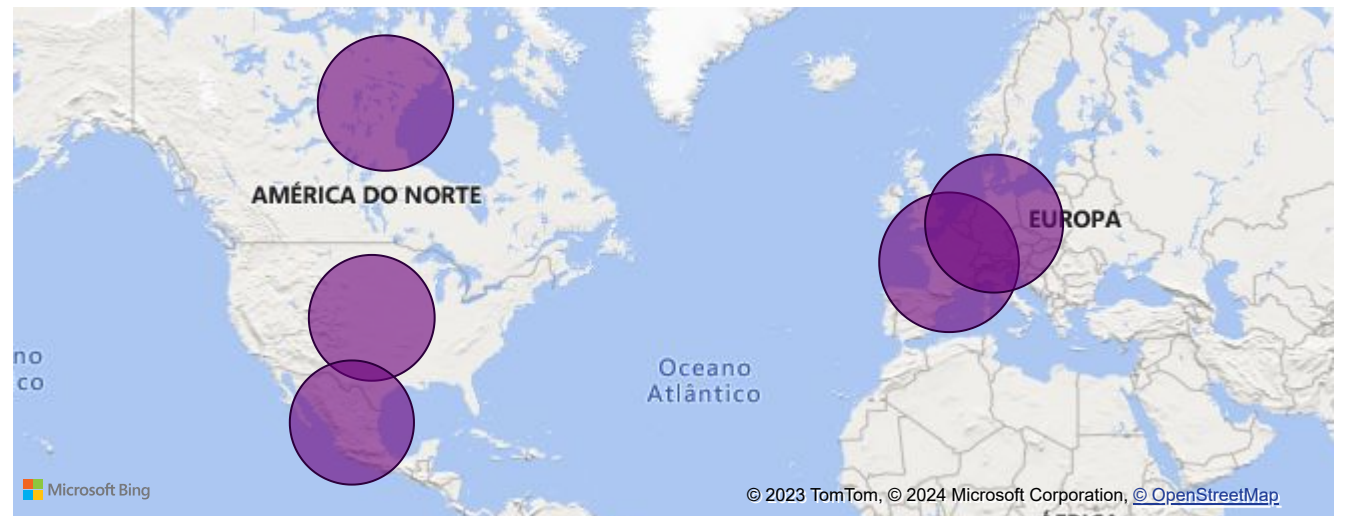 AMÉRICA DO NORTE
EUROPA
no
co
Oceano
Atlântico
Microsoft Bing
© 2023 TomTom, © 2024 Microsoft Corporation, © OpenStreetMap